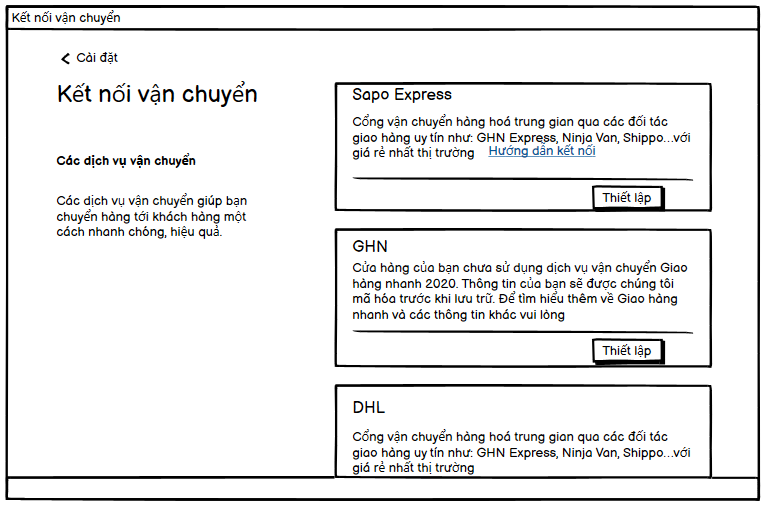 Kết nối vận chuyển
Cài đặt
Kết nối vận chuyển
Các dịch vụ vận chuyển
Các dịch vụ vận chuyển giúp bạn
chuyển hàng tới khách hàng một
cách nhanh chóng, hiệu quả.
Sapo Express
Cổng vận chuyển hàng hoá trung gian qua các đối tác
giao hàng uy tín như: GHN Express, Ninja Van, Shippo...với
giá rẻ nhất thị trường Hướng dẫn kết nối
Thiết lập
GHN
Cửa hàng của bạn chưa sử dụng dịch vụ vận chuyển Giao
hàng nhanh 2020. Thông tin của bạn sẽ được chúng tôi
mã hóa trước khi lưu trữ. Để tìm hiểu thêm về Giao hàng
nhanh và các thông tin khác vui lòng
Thiết lập
DHL
Cổng vận chuyển hàng hoá trung gian qua các đối tác
giao hàng uy tín như: GHN Express, Ninja Van, Shippo...với
giá rẻ nhất thị trường